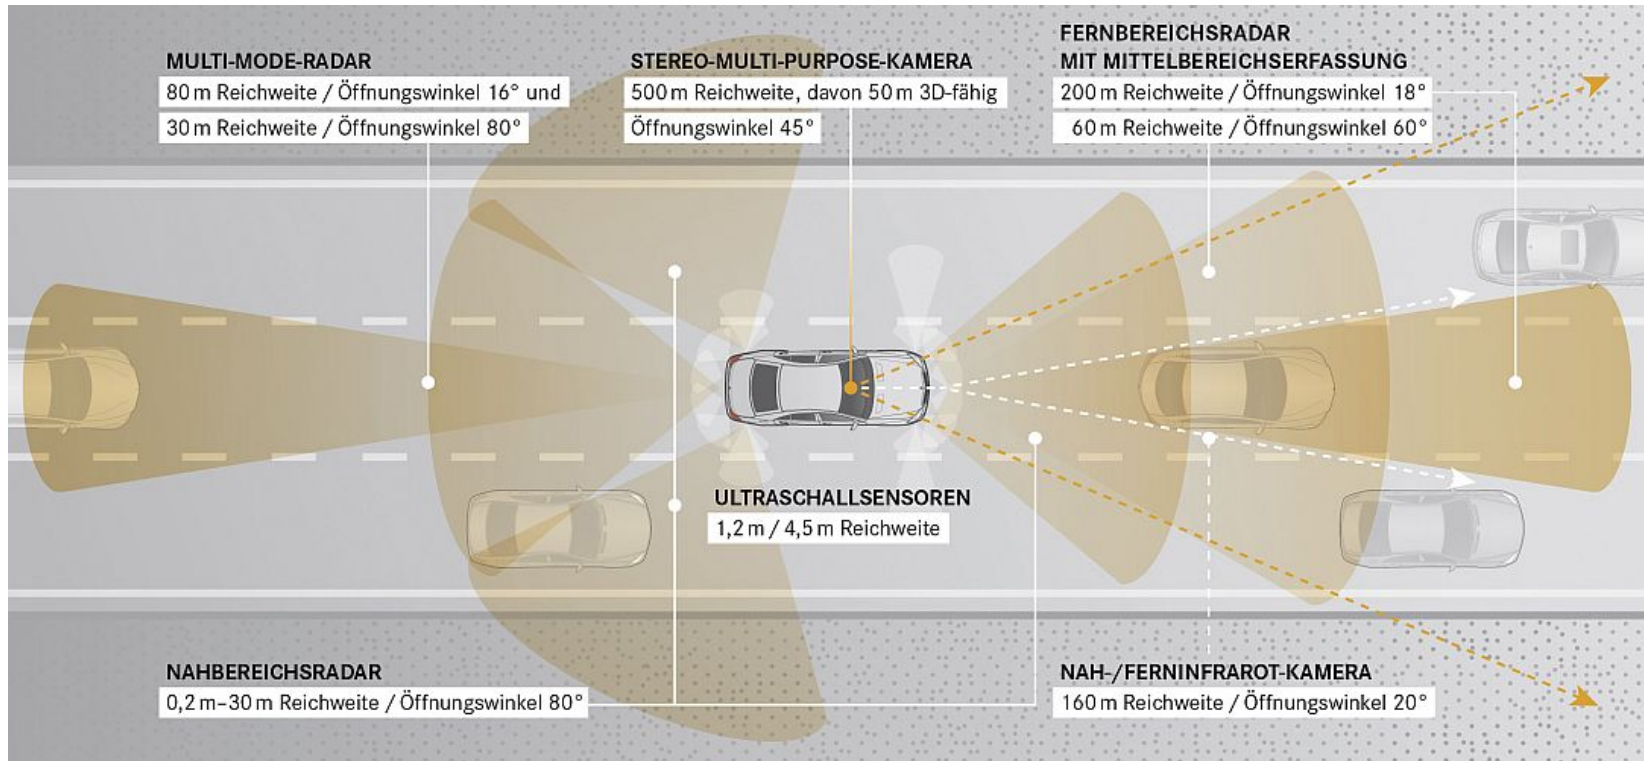 MULTI-MODE-RADAR
80 m Reichweite / Öffnungswinkel 16° und
30 m Reichweite / Öffnungswinkel 80°
STEREO-MULTI-PURPOSE-KAMERA
500 m Reichweite, davon 50 m 3D-fähig
Öffnungswinkel 45°
FERNBEREICHSRADAR
MIT MITTELBEREICHSERFASSUNG
200 m Reichweite / Öffnungswinkel 18°
60 m Reichweite / Öffnungswinkel 60°
ULTRASCHALLSENSOREN
1,2 m / 4,5 m Reichweite
NAHBEREICHSRADAR
0,2 m–30 m Reichweite / Öffnungswinkel 80°
NAH-/FERNINFRAROT-KAMERA
160 m Reichweite / Öffnungswinkel 20°